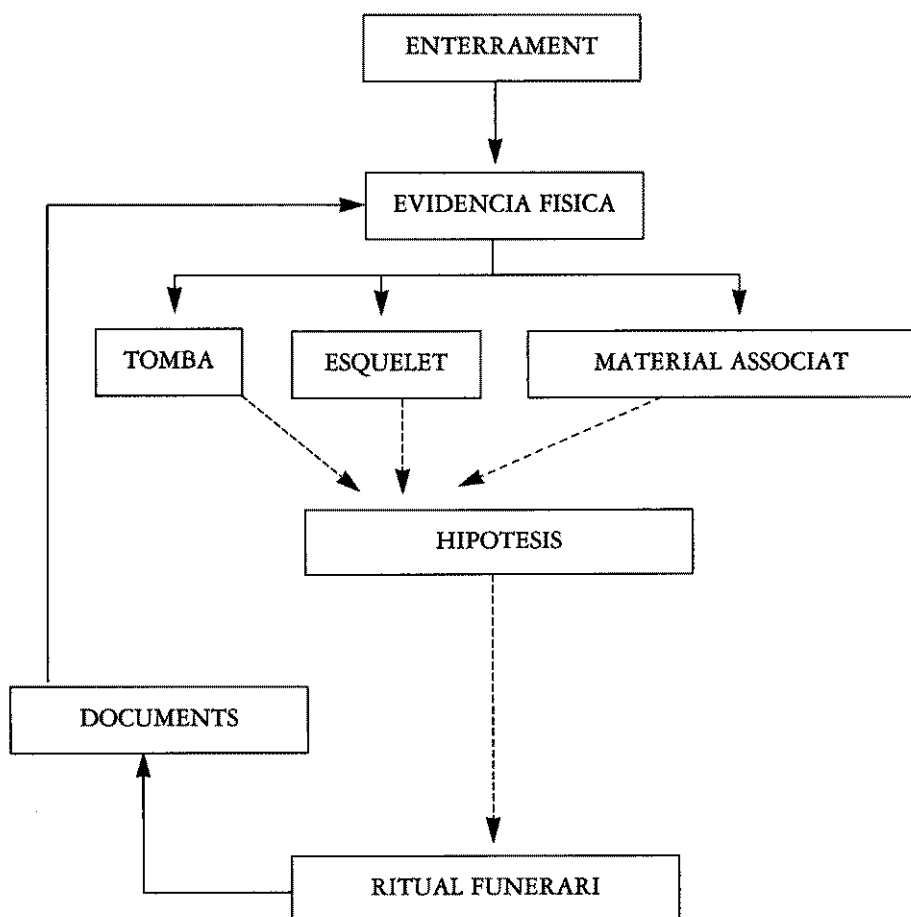 ENTERRAMENT
EVIDENCIA FISICA
TOMBA
ESQUELET
MATERIAL ASSOCIAT
HIPOTESIS
DOCUMENTS
RITUAL FUNERARI